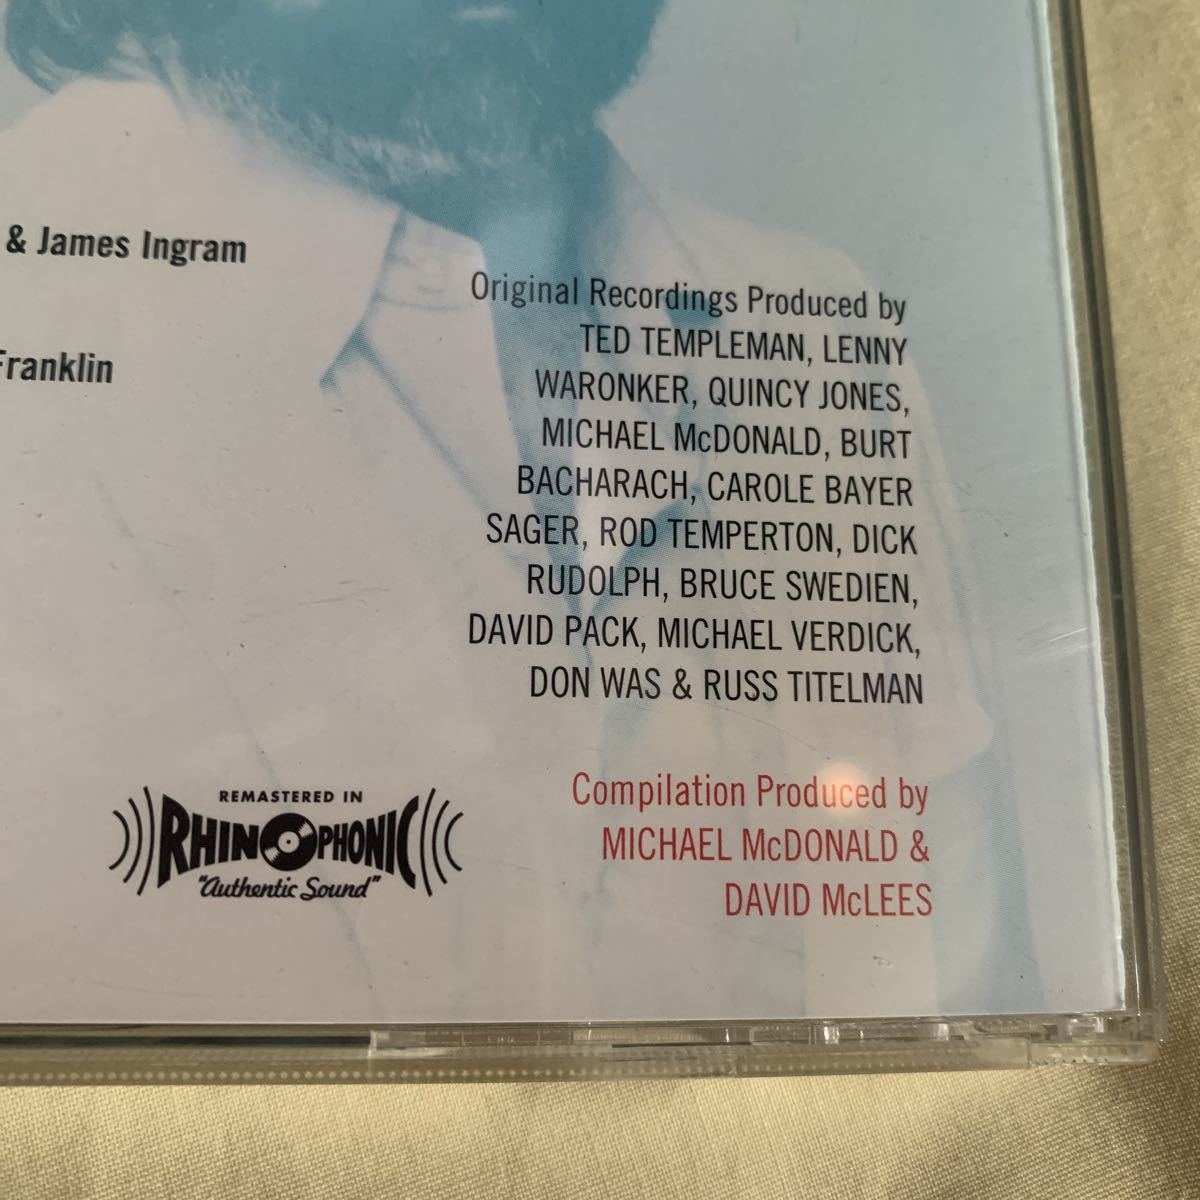 & James Ingram
Franklin
Original Recordings Produced by
TED TEMPLEMAN, LENNY
WARONKER, QUINCY JONES,
MICHAEL McDONALD, BURT
BACHARACH, CAROLE BAYER
SAGER, ROD TEMPERTON, DICK
RUDOLPH, BRUCE SWEDIEN,
DAVID PACK, MICHAEL VERDICK,
DON WAS & RUSS TITELMAN
Compilation Produced by
MICHAEL McDONALD &
DAVID McLEES
REMASTERED IN
RHINOPHONIC
"Authentic Sound"